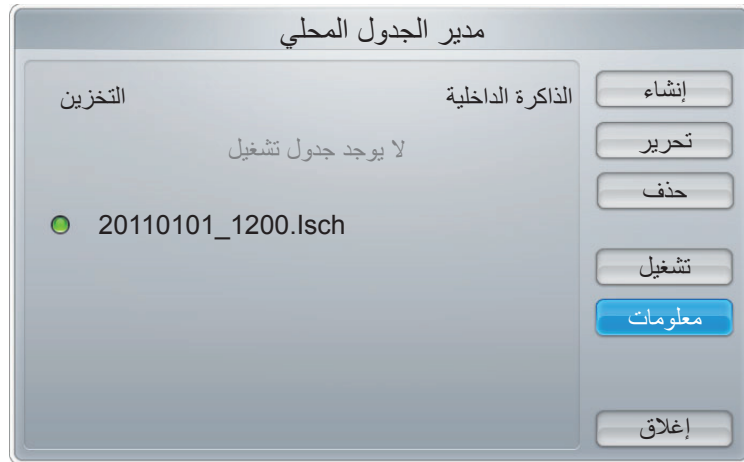 مدير الجدول المحلي
الذاكرة الداخلية
التخزين
لا يوجد جدول تشغيل
20110101_1200.lsch
إنشاء
تحرير
حذف
تشغيل
معلومات
إغلاق